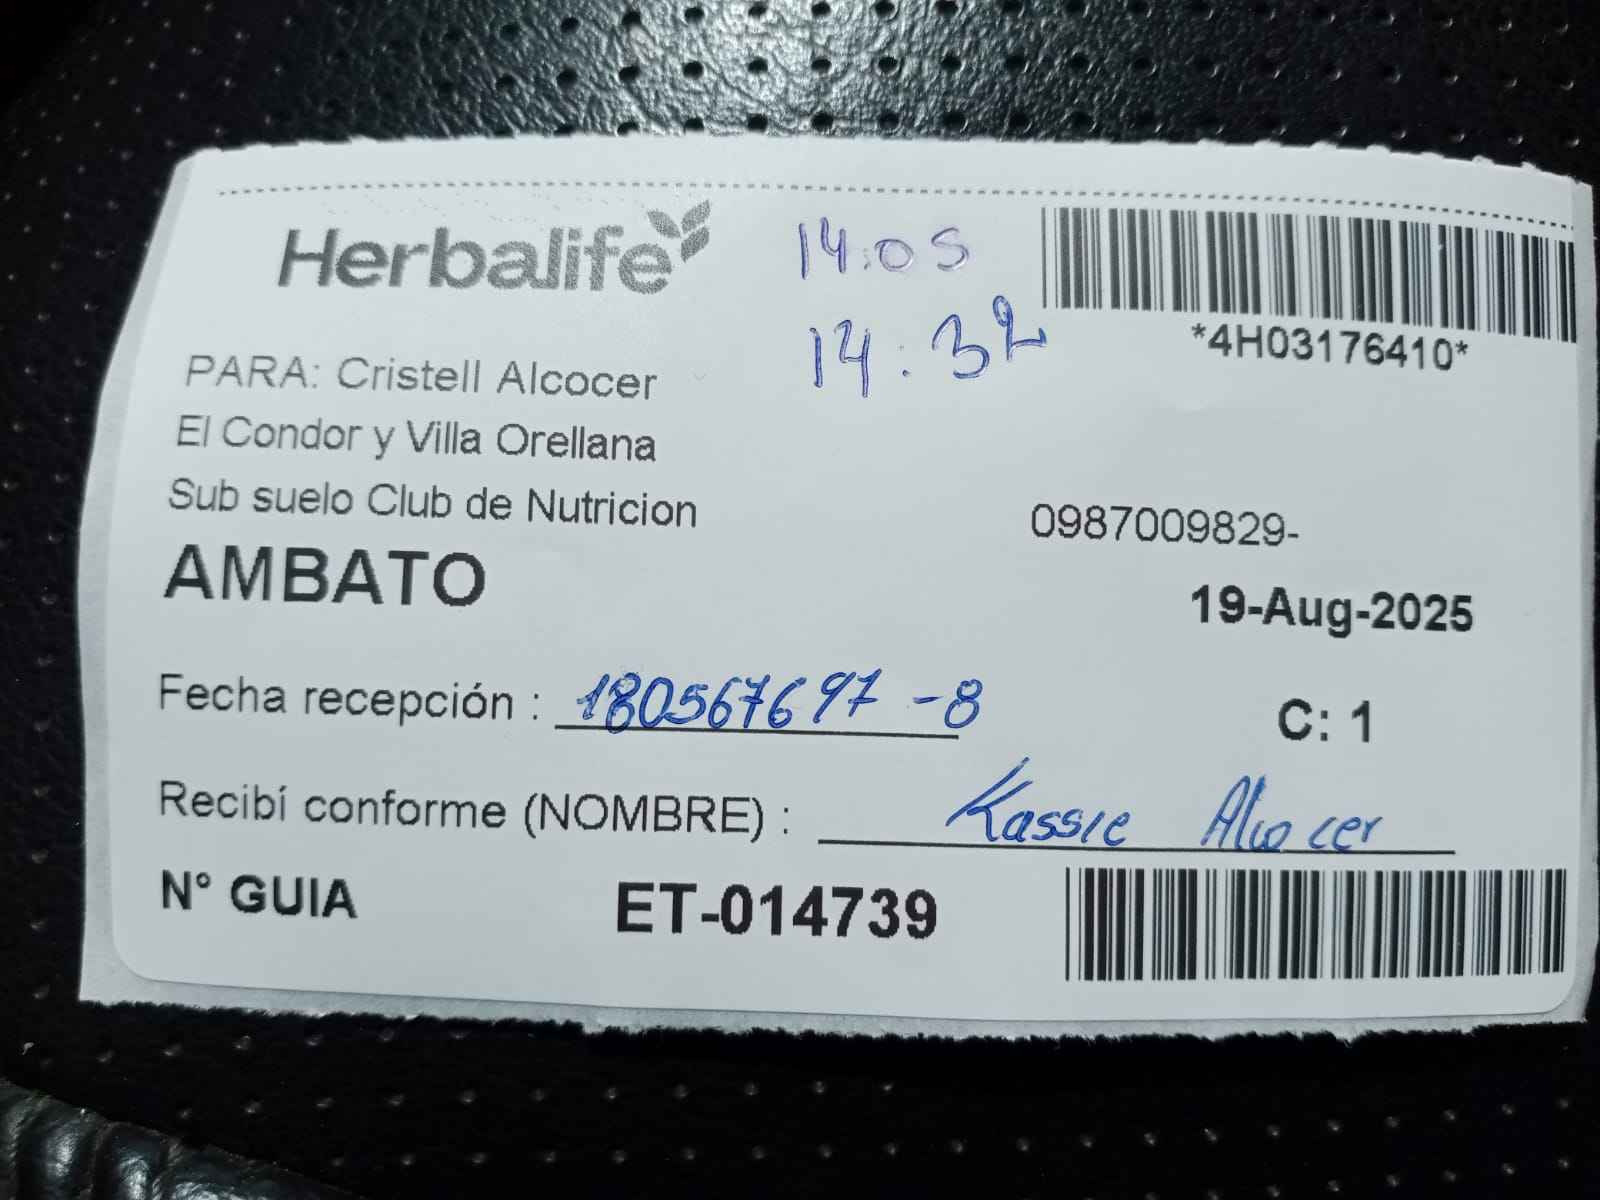 Herbalife
14:05
14:32
*4H03176410*
PARA: Cristell Alcocer
El Condor y Villa Orellana
Sub suelo Club de Nutricion
0987009829-
AMBATO
19-Aug-2025
Fecha recepción : 180567697-8
C: 1
Recibí conforme (NOMBRE) : Kassie Alcocer
N° GUIA ET-014739